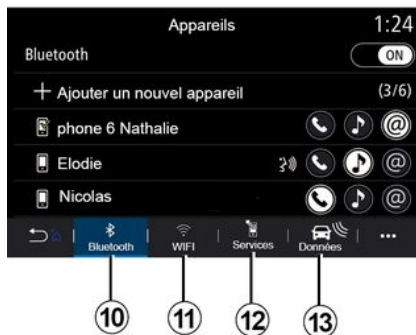 Appareils 1:24
Bluetooth ON
+ Ajouter un nouvel appareil (3/6)
phone 6 Nathalie @
Elodie @
Nicolas @
Bluetooth WIFI Services Données ...
10 11 12 13